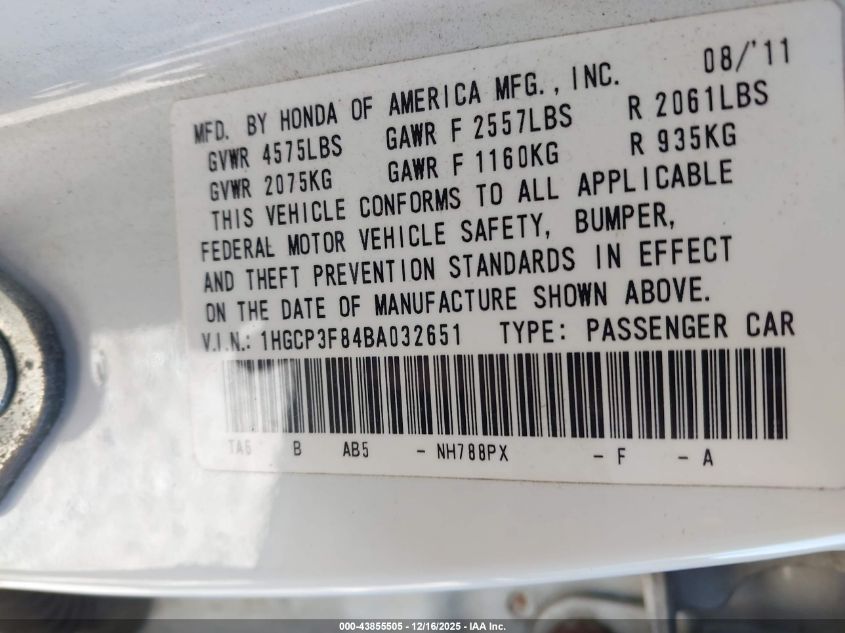 08/'11
MFD. BY HONDA OF AMERICA MFG., INC.
GVWR 4575LBS GAWR F 2557LBS R 2061LBS
GVWR 2075KG GAWR F 1160KG R 935KG
THIS VEHICLE CONFORMS TO ALL APPLICABLE
FEDERAL MOTOR VEHICLE SAFETY, BUMPER,
AND THEFT PREVENTION STANDARDS IN EFFECT
ON THE DATE OF MANUFACTURE SHOWN ABOVE.
V.I.N.: 1HGCP3F84BA032651 TYPE: PASSENGER CAR
TA6 B AB5 - NH788PX - F - A
000-43855505 - 12/16/2025 - IAA Inc.